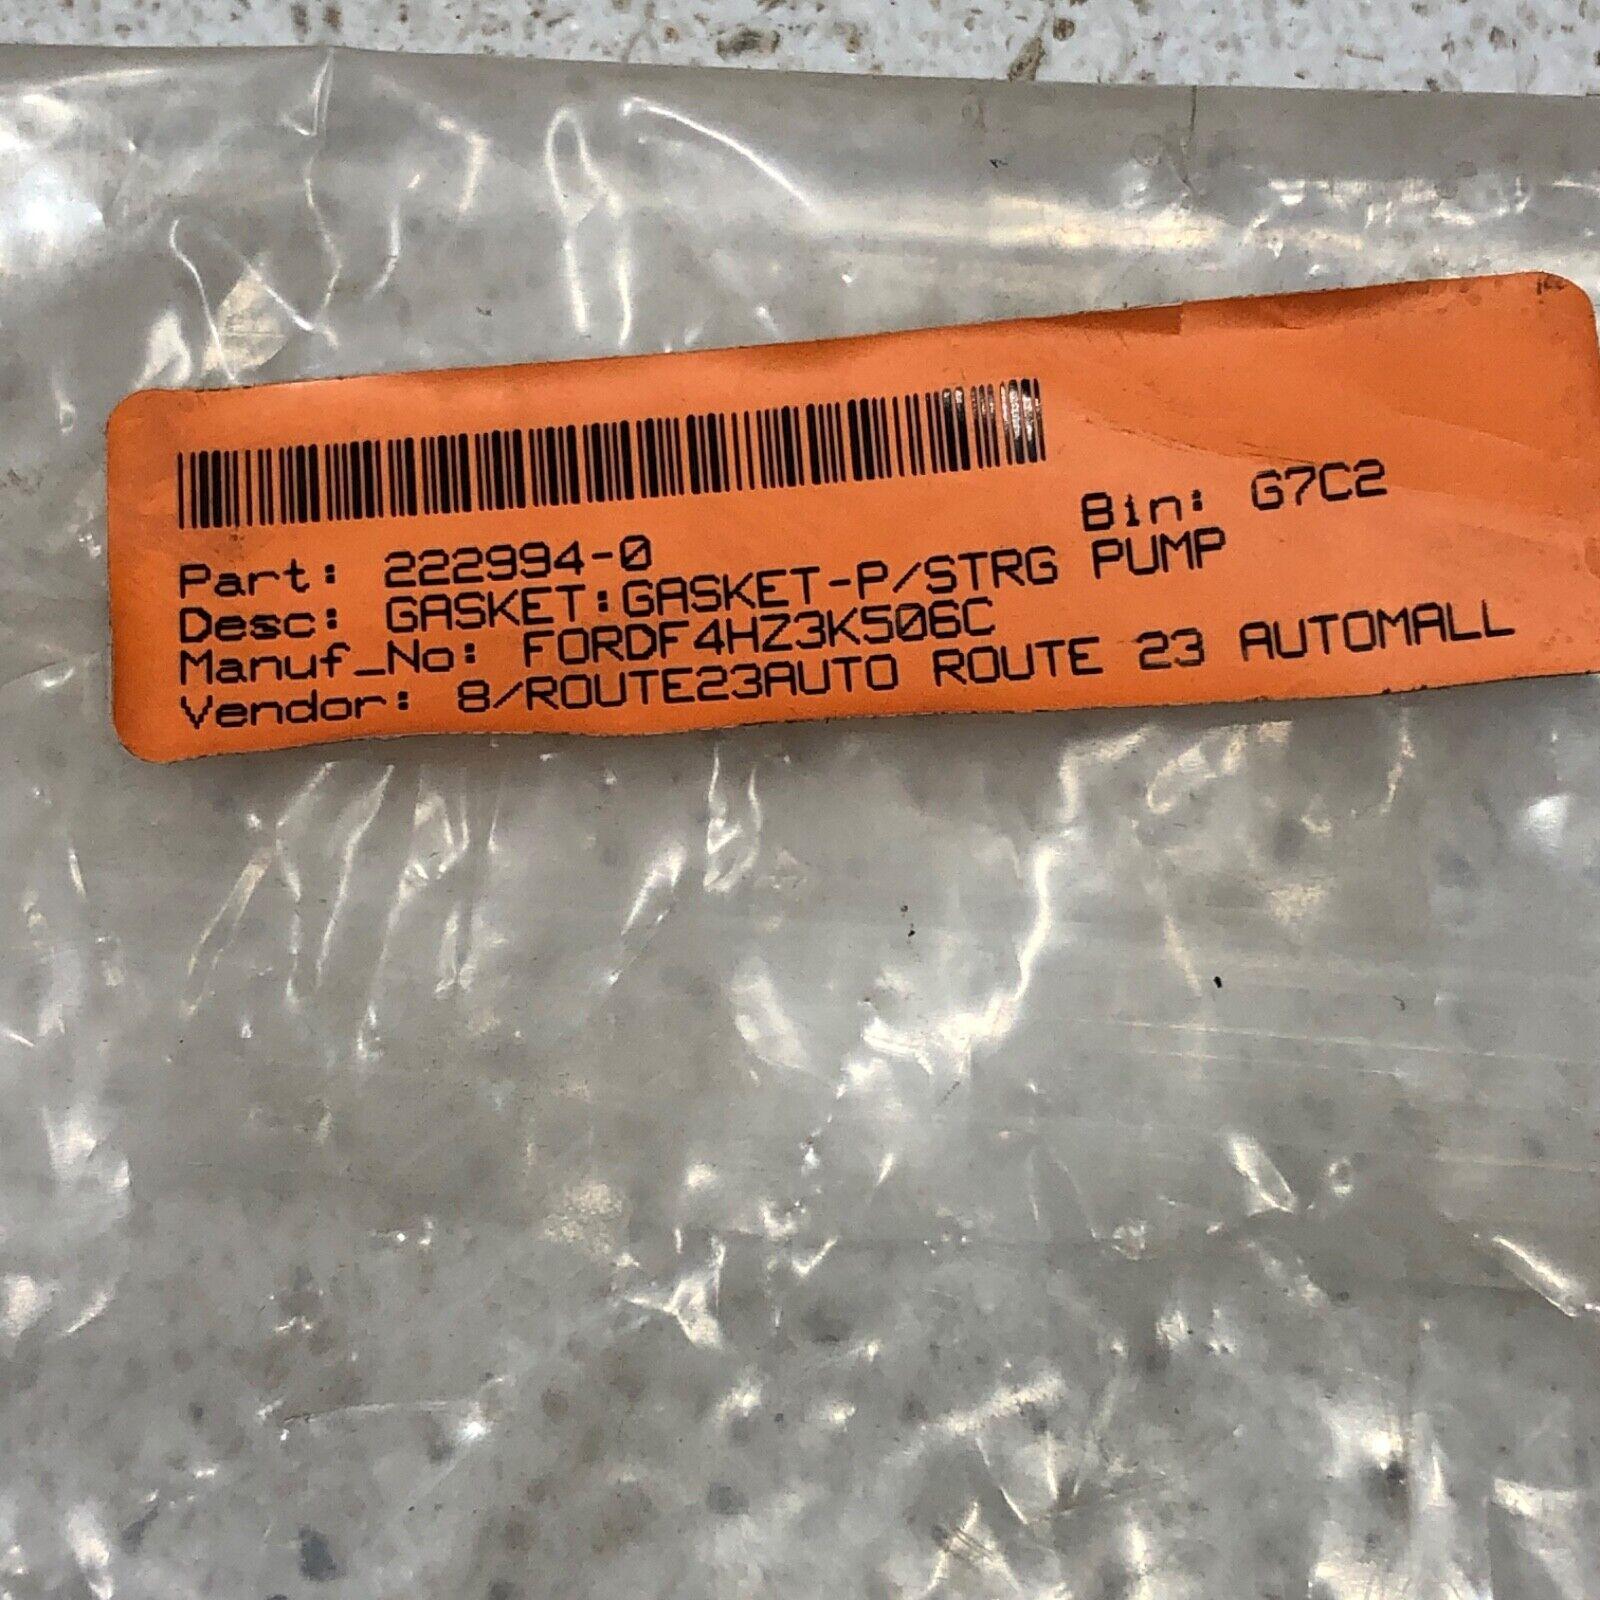 Part: 222994-0 Bin: G7C2
Desc: GASKET:GASKET-P/STRG PUMP
Manuf_No: FORDF4HZ3K506C
Vendor: 8/ROUTE23AUTO ROUTE 23 AUTOMALL